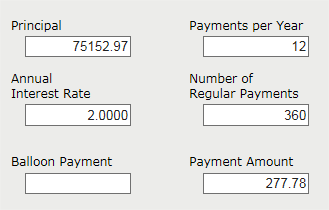 Principal
75152.97
Payments per Year
12
Annual
Interest Rate
2.0000
Number of
Regular Payments
360
Balloon Payment
Payment Amount
277.78